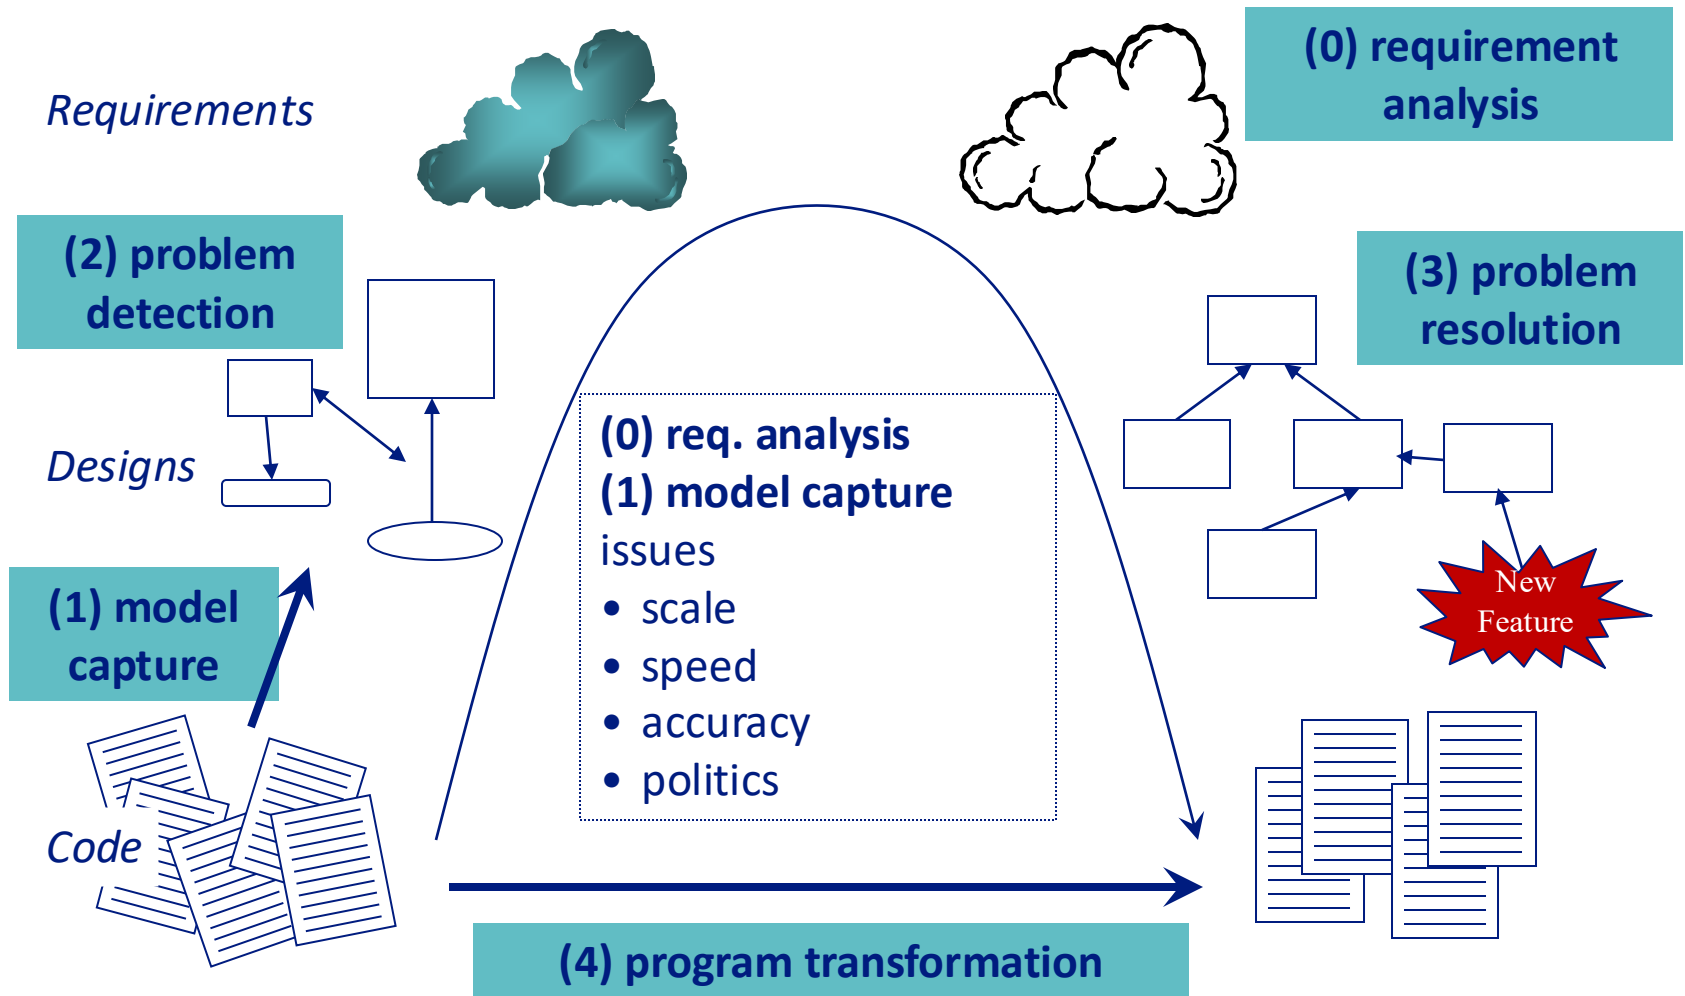 (0) requirement
analysis
Requirements
(2) problem
detection
(3) problem
resolution
Designs
(0) req. analysis
(1) model capture
issues
• scale
• speed
• accuracy
• politics
(1) model
capture
New
Feature
Code
(4) program transformation